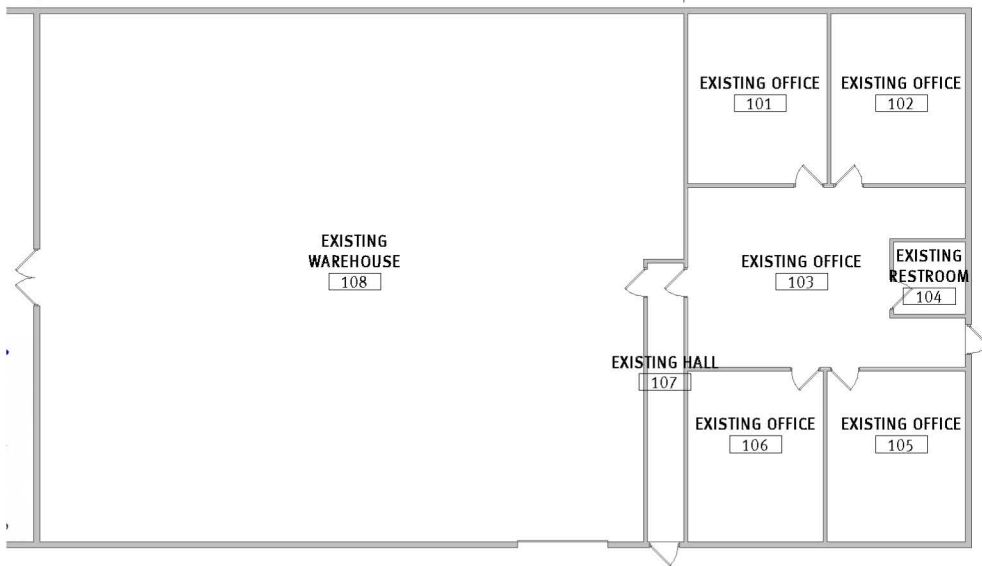 EXISTING OFFICE
101
EXISTING OFFICE
102
EXISTING
WAREHOUSE
108
EXISTING OFFICE
103
EXISTING
RESTROOM
104
EXISTING HALL
107
EXISTING OFFICE
106
EXISTING OFFICE
105